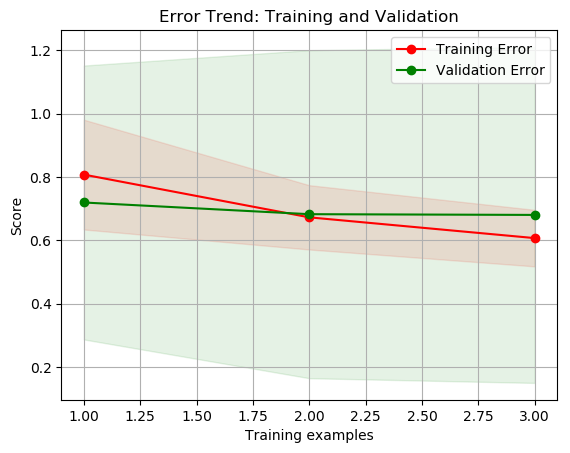 Error Trend: Training and Validation
Training Error
Validation Error
Score
1.2
1.0
0.8
0.6
0.4
0.2
1.00 1.25 1.50 1.75 2.00 2.25 2.50 2.75 3.00
Training examples